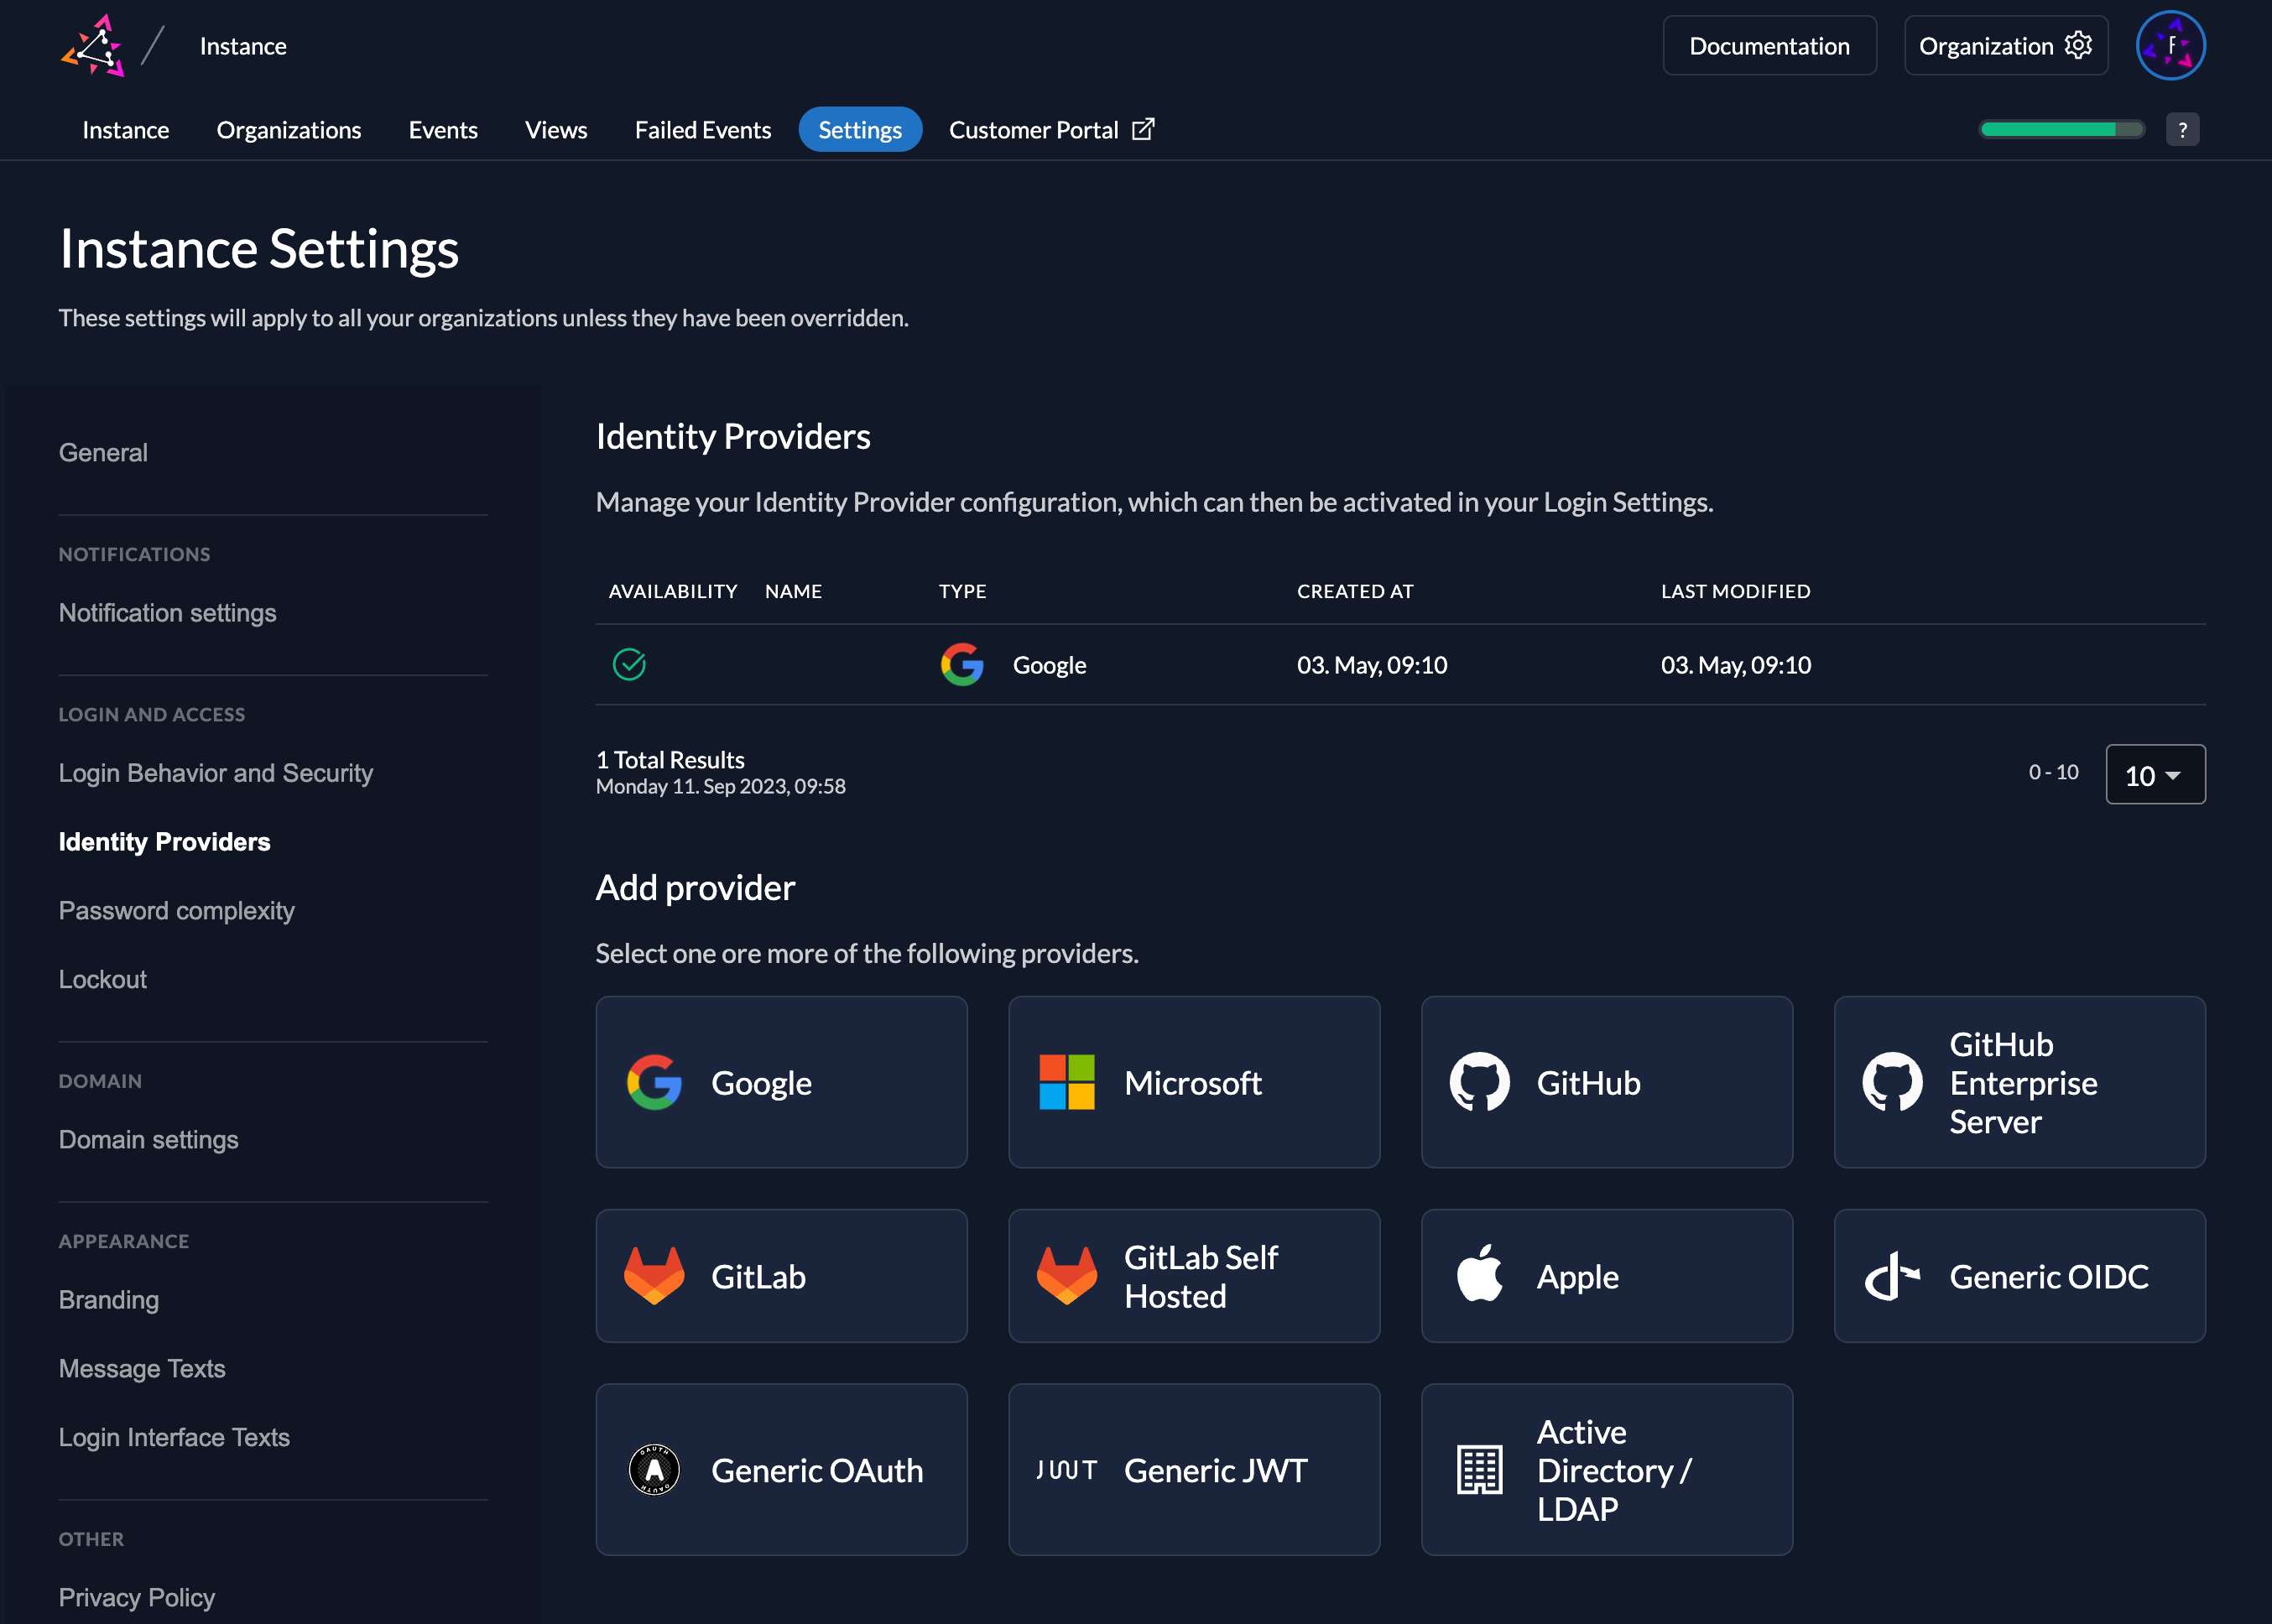 Instance
Documentation
Organization
F
Instance
Organizations
Events
Views
Failed Events
Settings
Customer Portal
?
Instance Settings
These settings will apply to all your organizations unless they have been overridden.
General
NOTIFICATIONS
Notification settings
LOGIN AND ACCESS
Login Behavior and Security
Identity Providers
Password complexity
Lockout
DOMAIN
Domain settings
APPEARANCE
Branding
Message Texts
Login Interface Texts
OTHER
Privacy Policy
Identity Providers
Manage your Identity Provider configuration, which can then be activated in your Login Settings.
AVAILABILITY NAME TYPE CREATED AT LAST MODIFIED
Google 03. May, 09:10 03. May, 09:10
1 Total Results
Monday 11. Sep 2023, 09:58
0 - 10
10
Add provider
Select one ore more of the following providers.
Google
Microsoft
GitHub
GitHub
Enterprise
Server
GitLab
GitLab Self
Hosted
Apple
Generic OIDC
OAUTH
A
OAUTH
Generic OAuth
JWT
Generic JWT
Active
Directory /
LDAP